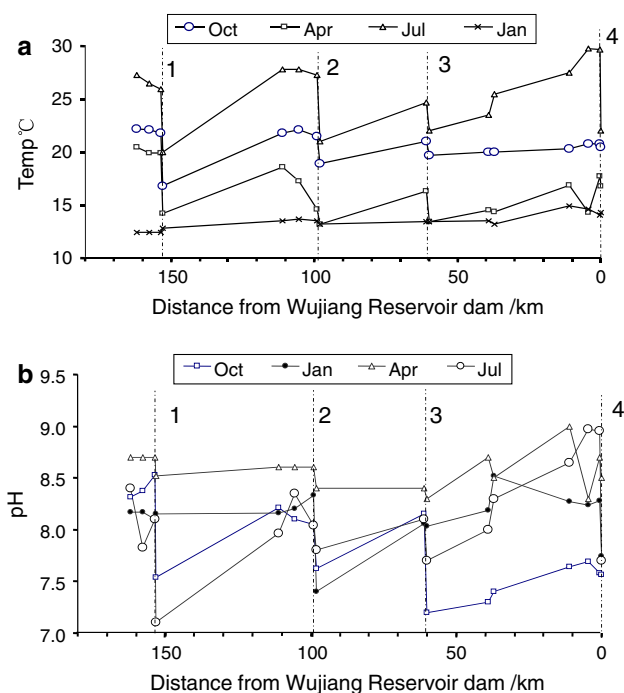 a
Oct Apr Jul Jan
30
25
20
15
10
Temp℃
1
2
3
4
150 100 50 0
Distance from Wujiang Reservoir dam /km
b
Oct Jan Apr Jul
9.5
9.0
8.5
8.0
7.5
7.0
pH
1
2
3
4
150 100 50 0
Distance from Wujiang Reservoir dam /km